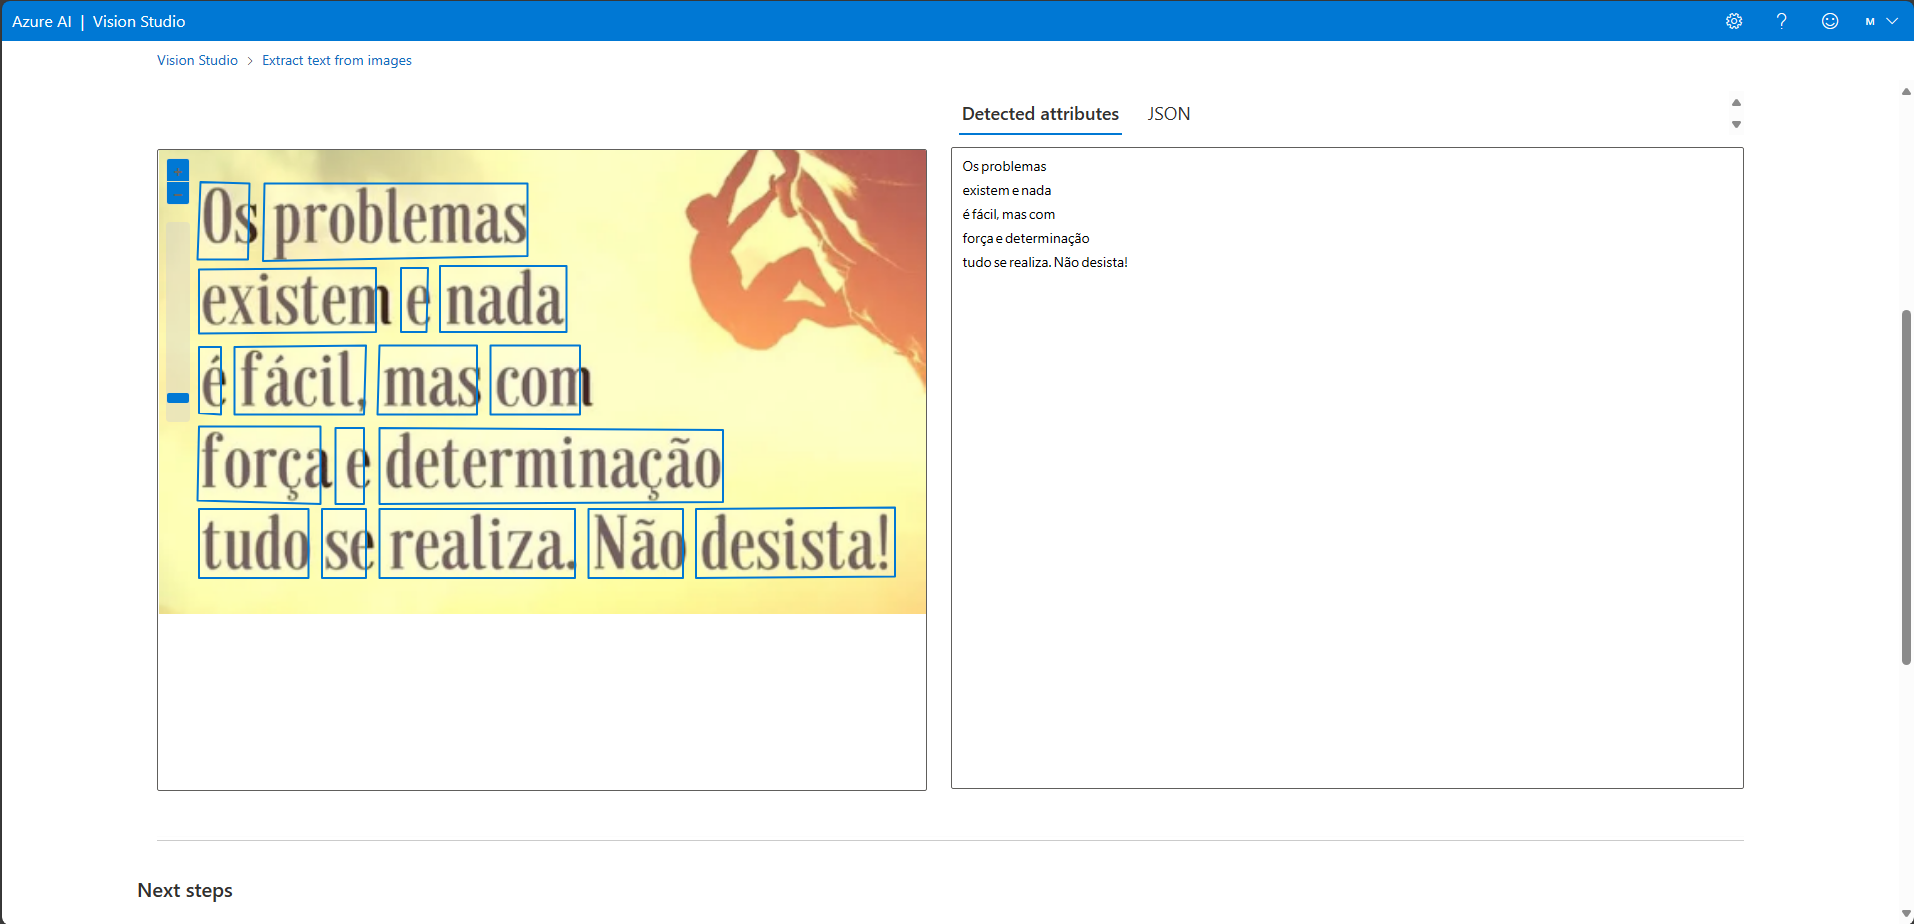 Azure AI | Vision Studio
M
Vision Studio > Extract text from images
Detected attributes JSON
+
-
Os problemas
existem e nada
é fácil, mas com
força e determinação
tudo se realiza. Não desista!
Os problemas
existem e nada
é fácil, mas com
força e determinação
tudo se realiza. Não desista!
Next steps